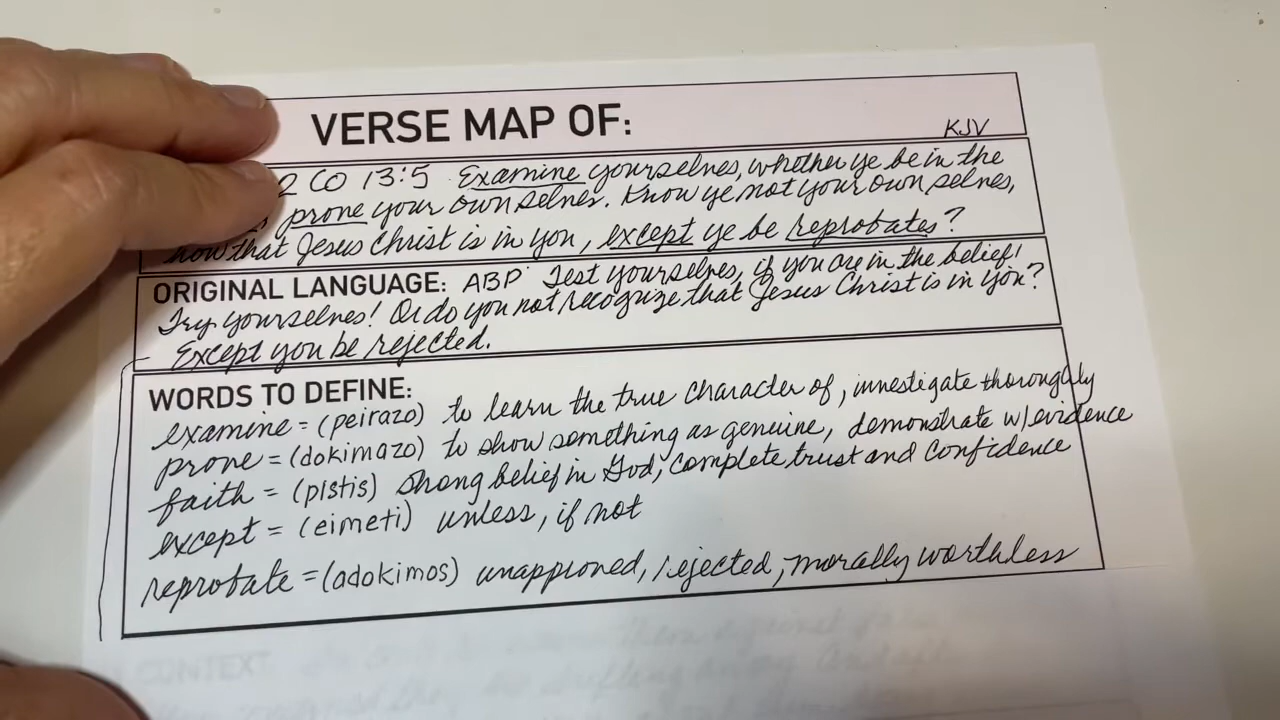 VERSE MAP OF:
KJV
2 CO 13:5 Examine yourselves, whether ye be in the
prove your own selves. Know ye not your own selves,
how that Jesus Christ is in you, except ye be reprobates?
ORIGINAL LANGUAGE: ABP Test yourselves, if you are in the belief!
Try yourselves! Or do you not recognize that Jesus Christ is in you?
Except you be rejected.
WORDS TO DEFINE:
examine = (peirazo) to learn the true character of, investigate thoroughly
prove = (dokimazo) to show something as genuine, demonstrate w/evidence
faith = (pistis) strong belief in God, complete trust and confidence
except = (eimeti) unless, if not
reprobate = (adokimos) unapproved, rejected, morally worthless
CONTEXT